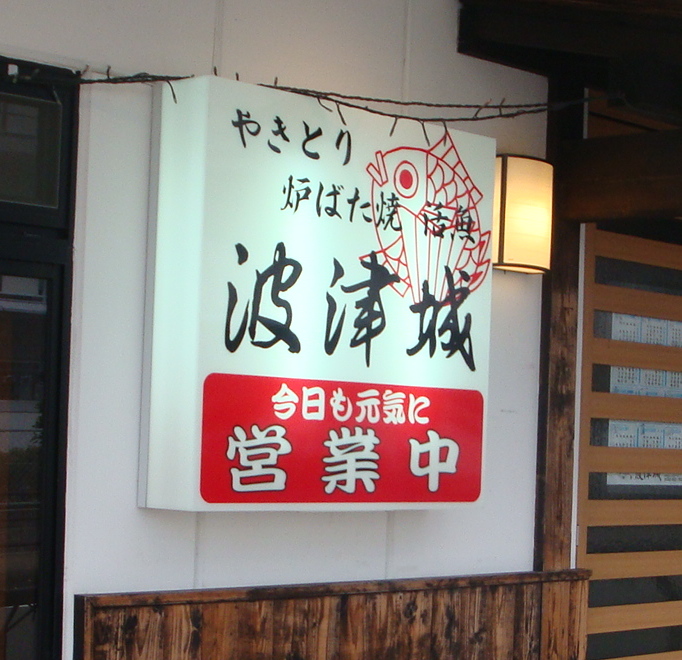 やきとり
炉ばた焼 活魚
波津城
今日も元気に
営業中